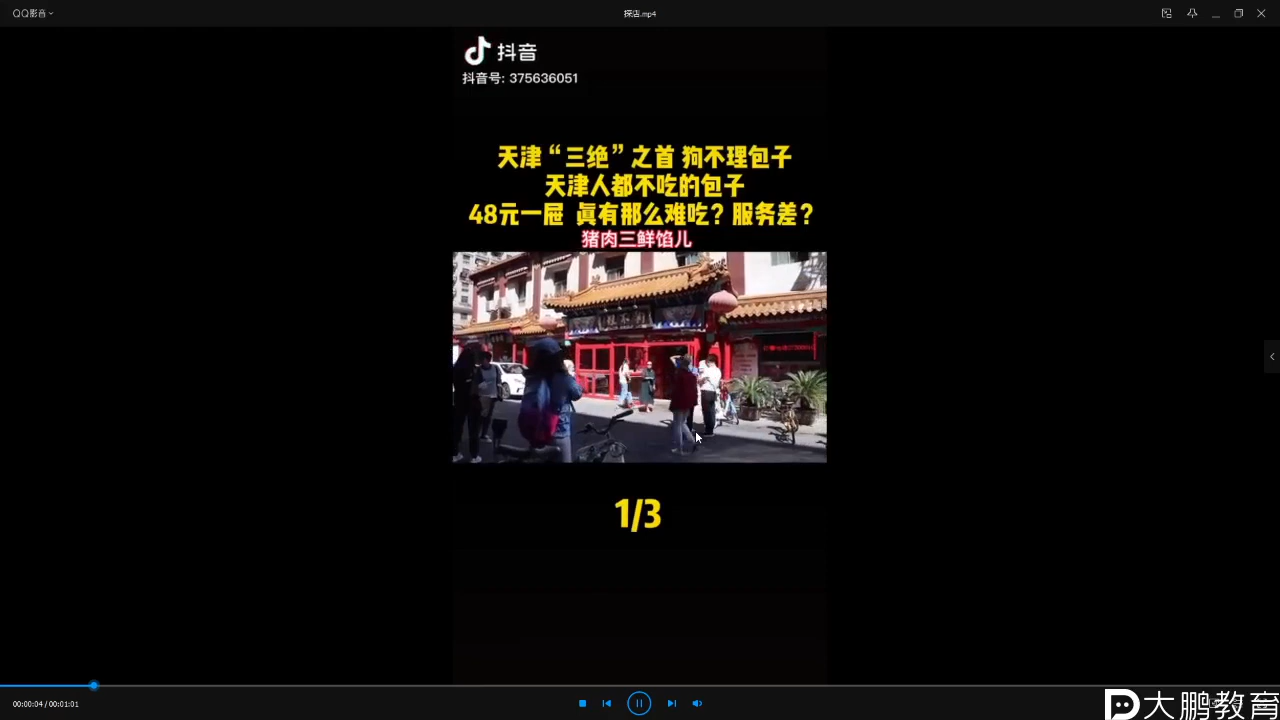 QQ影音
探店.mp4
抖音
抖音号: 375636051
天津“三绝”之首 狗不理包子
天津人都不吃的包子
48元一屉 真有那么难吃？服务差？
猪肉三鲜馅儿
狗不理
1/3
00:00:04 / 00:01:01
大鹏教育